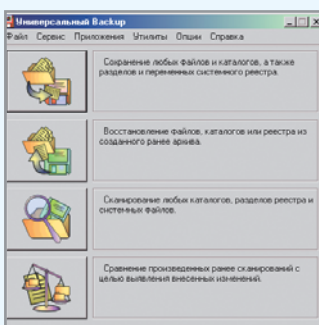 Универсальный Backup
Файл Сервис Приложения Утилиты Опции Справка
Сохранение любых файлов и каталогов, а также
разделов и переменных системного реестра.
Восстановление файлов, каталогов или реестра из
созданного ранее архива.
Сканирование любых каталогов, разделов реестра и
системных файлов.
Сравнение произведенных ранее сканирований с
целью выявления внесенных изменений.